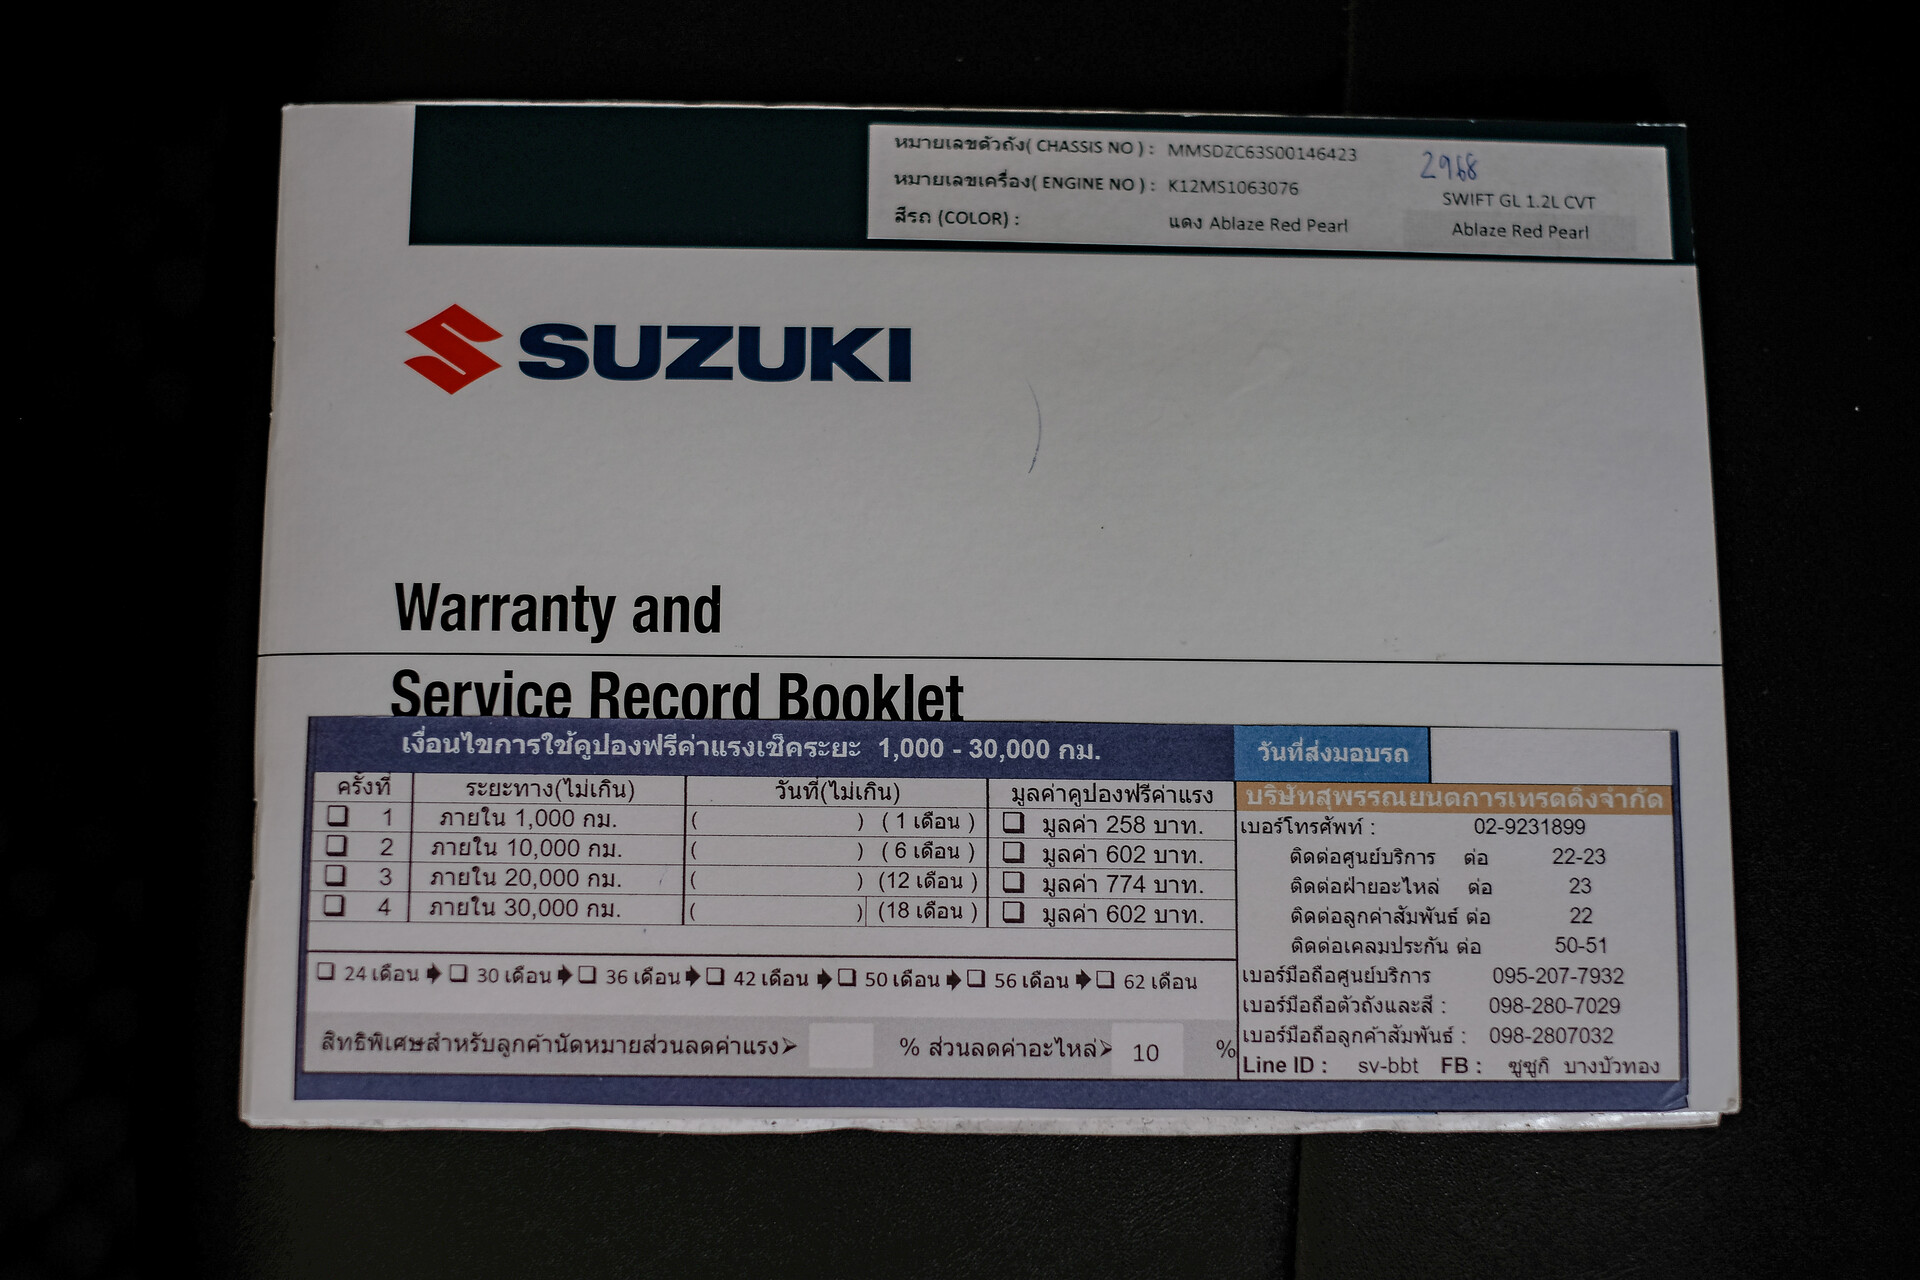 หมายเลขตัวถัง( CHASSIS NO ) : MMSDZC63S00146423
2968
หมายเลขเครื่อง( ENGINE NO ) : K12MS1063076
SWIFT GL 1.2L CVT
สีรถ (COLOR) : แดง Ablaze Red Pearl
Ablaze Red Pearl
SUZUKI
Warranty and
Service Record Booklet
เงื่อนไขการใช้คูปองฟรีค่าแรงเช็คระยะ 1,000 - 30,000 กม.
ครั้งที่ ระยะทาง(ไม่เกิน) วันที่(ไม่เกิน) มูลค่าคูปองฟรีค่าแรง
1 ภายใน 1,000 กม. ( ) ( 1 เดือน ) มูลค่า 258 บาท.
2 ภายใน 10,000 กม. ( ) ( 6 เดือน ) มูลค่า 602 บาท.
3 ภายใน 20,000 กม. ( ) (12 เดือน ) มูลค่า 774 บาท.
4 ภายใน 30,000 กม. ( ) (18 เดือน ) มูลค่า 602 บาท.
24 เดือน 30 เดือน 36 เดือน 42 เดือน 50 เดือน 56 เดือน 62 เดือน
สิทธิพิเศษสำหรับลูกค้านัดหมายส่วนลดค่าแรง % ส่วนลดค่าอะไหล่ 10 %
วันที่ส่งมอบรถ
บริษัทสุพรรณยนตการเทรดดิ้งจำกัด
เบอร์โทรศัพท์ : 02-9231899
ติดต่อศูนย์บริการ ต่อ 22-23
ติดต่อฝ่ายอะไหล่ ต่อ 23
ติดต่อลูกค้าสัมพันธ์ ต่อ 22
ติดต่อเคลมประกัน ต่อ 50-51
เบอร์มือถือศูนย์บริการ 095-207-7932
เบอร์มือถือตัวถังและสี : 098-280-7029
เบอร์มือถือลูกค้าสัมพันธ์ : 098-2807032
Line ID : sv-bbt FB : ซูซูกิ บางบัวทอง